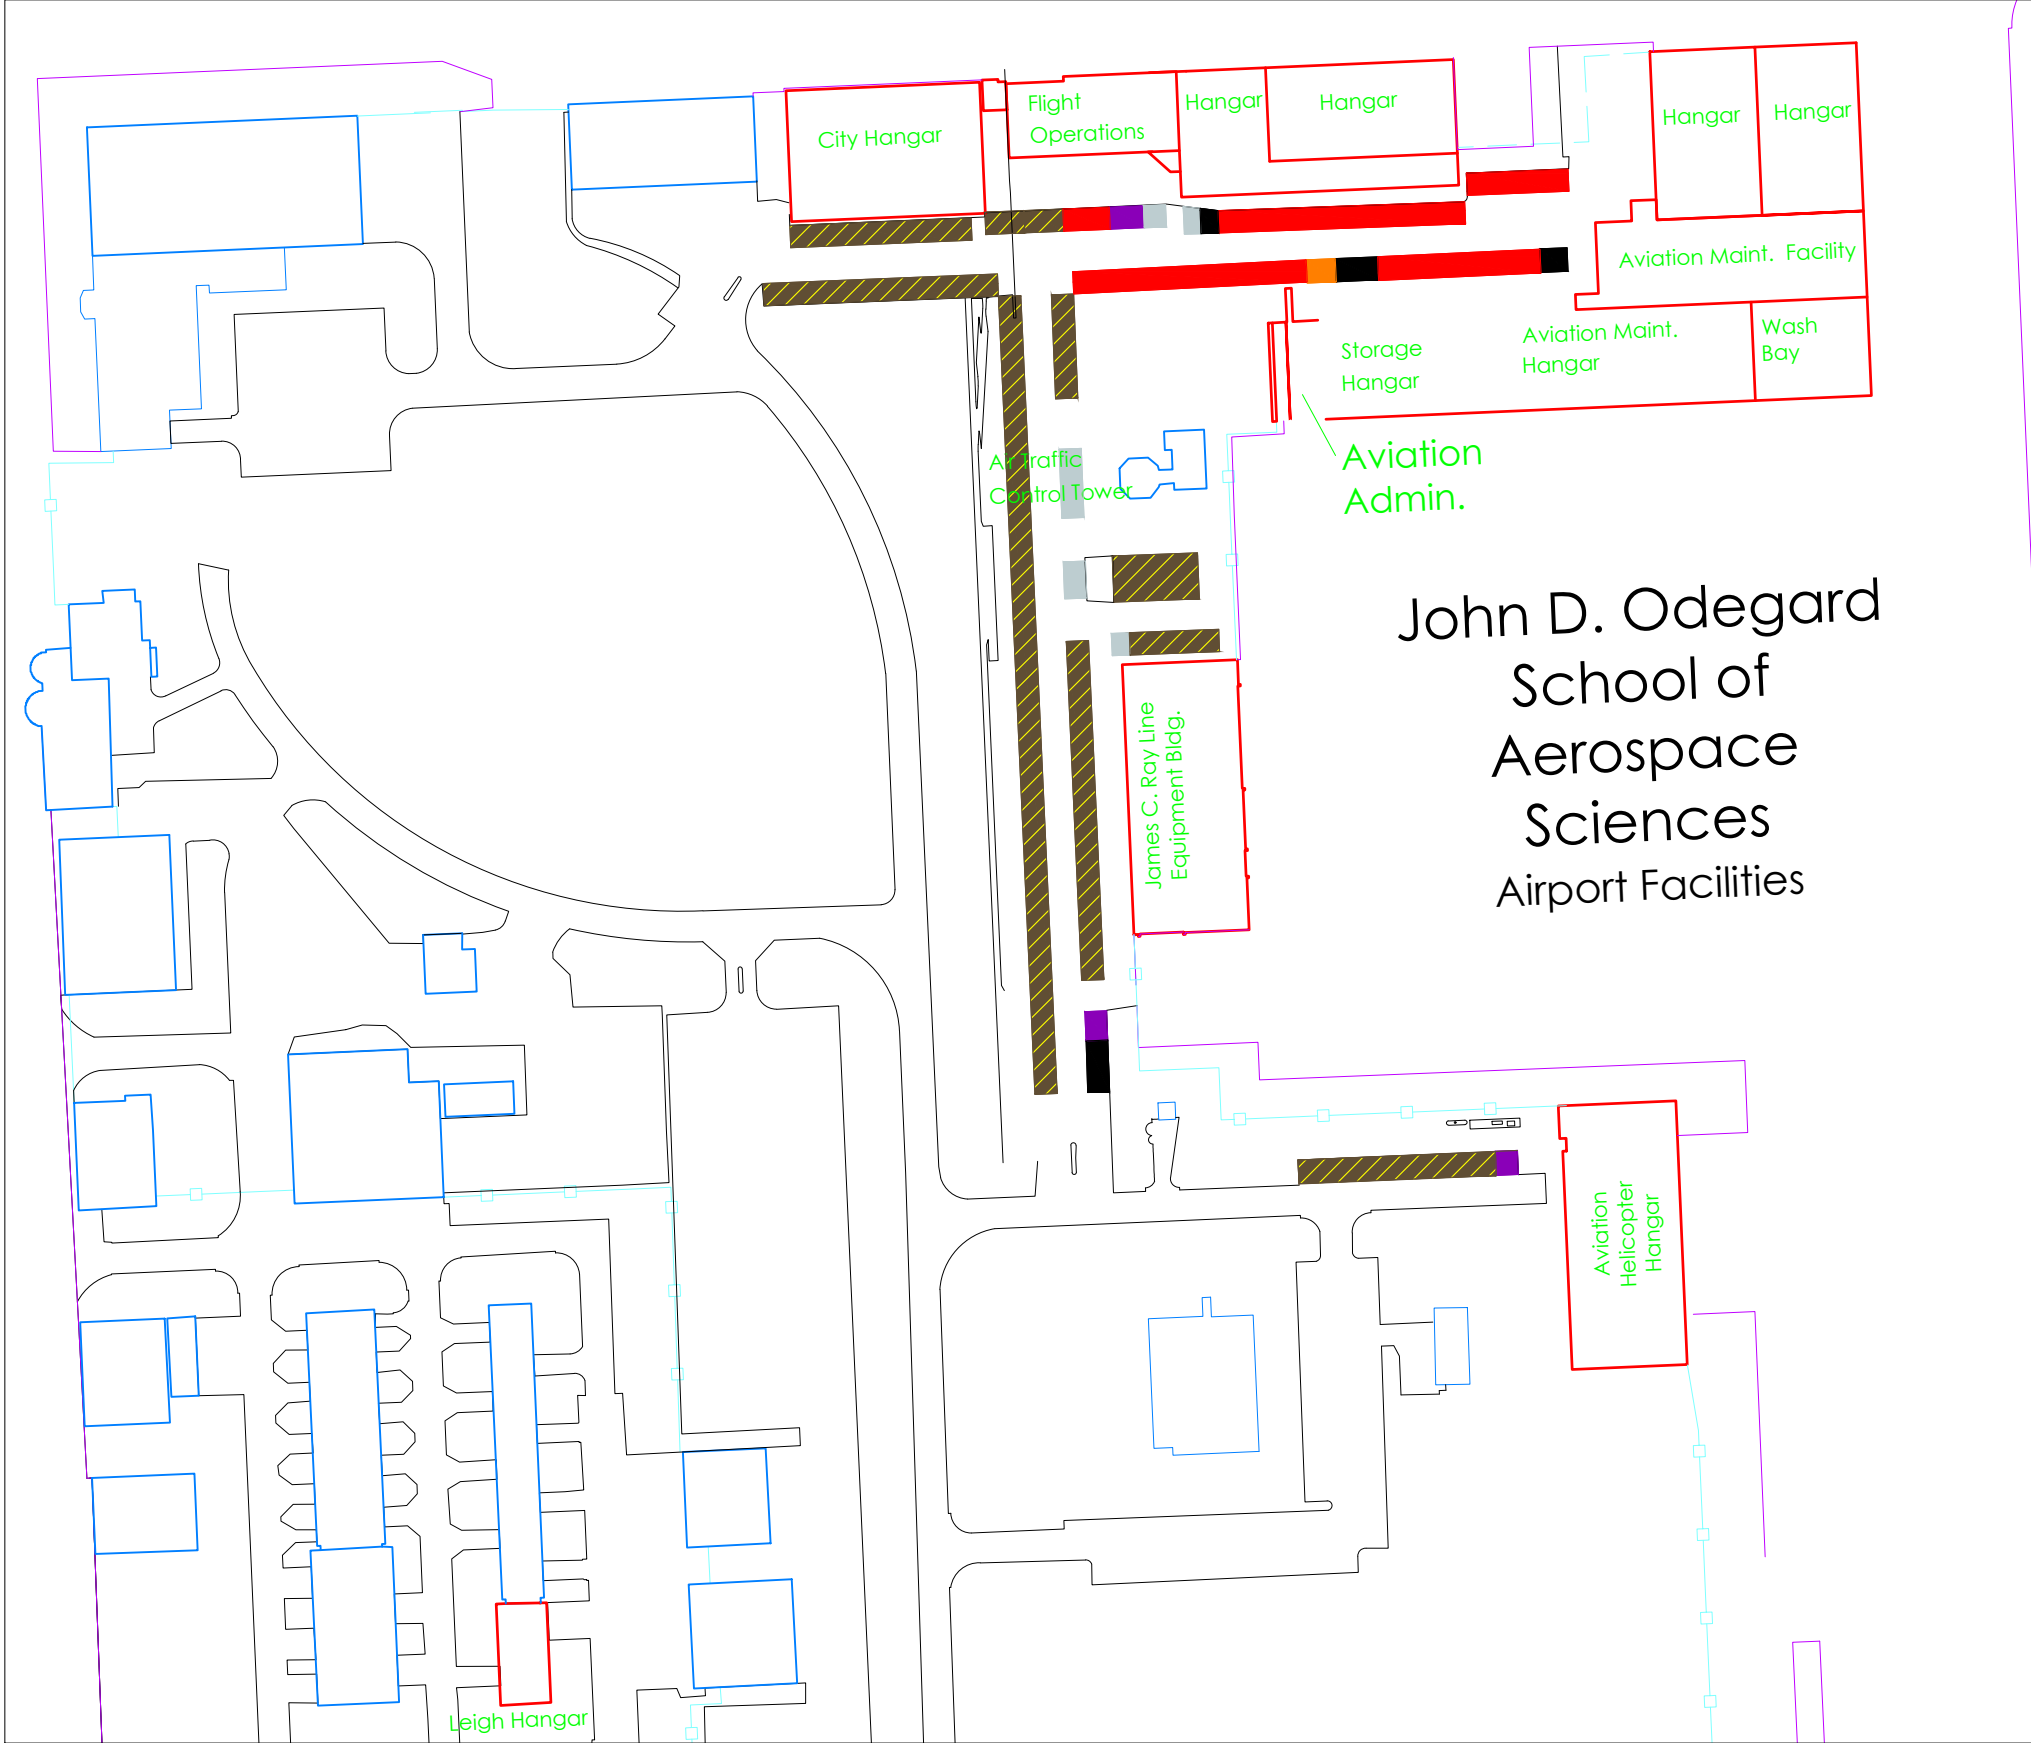 Flight
Operations
Hangar
Hangar
City Hangar
Hangar
Hangar
Aviation Maint. Facility
Storage
Hangar
Aviation Maint.
Hangar
Wash
Bay
Air Traffic
Control Tower
Aviation
Admin.
John D. Odegard
School of
Aerospace
Sciences
Airport Facilities
James C. Ray Line
Equipment Bldg.
Aviation
Helicopter
Hangar
Leigh Hangar